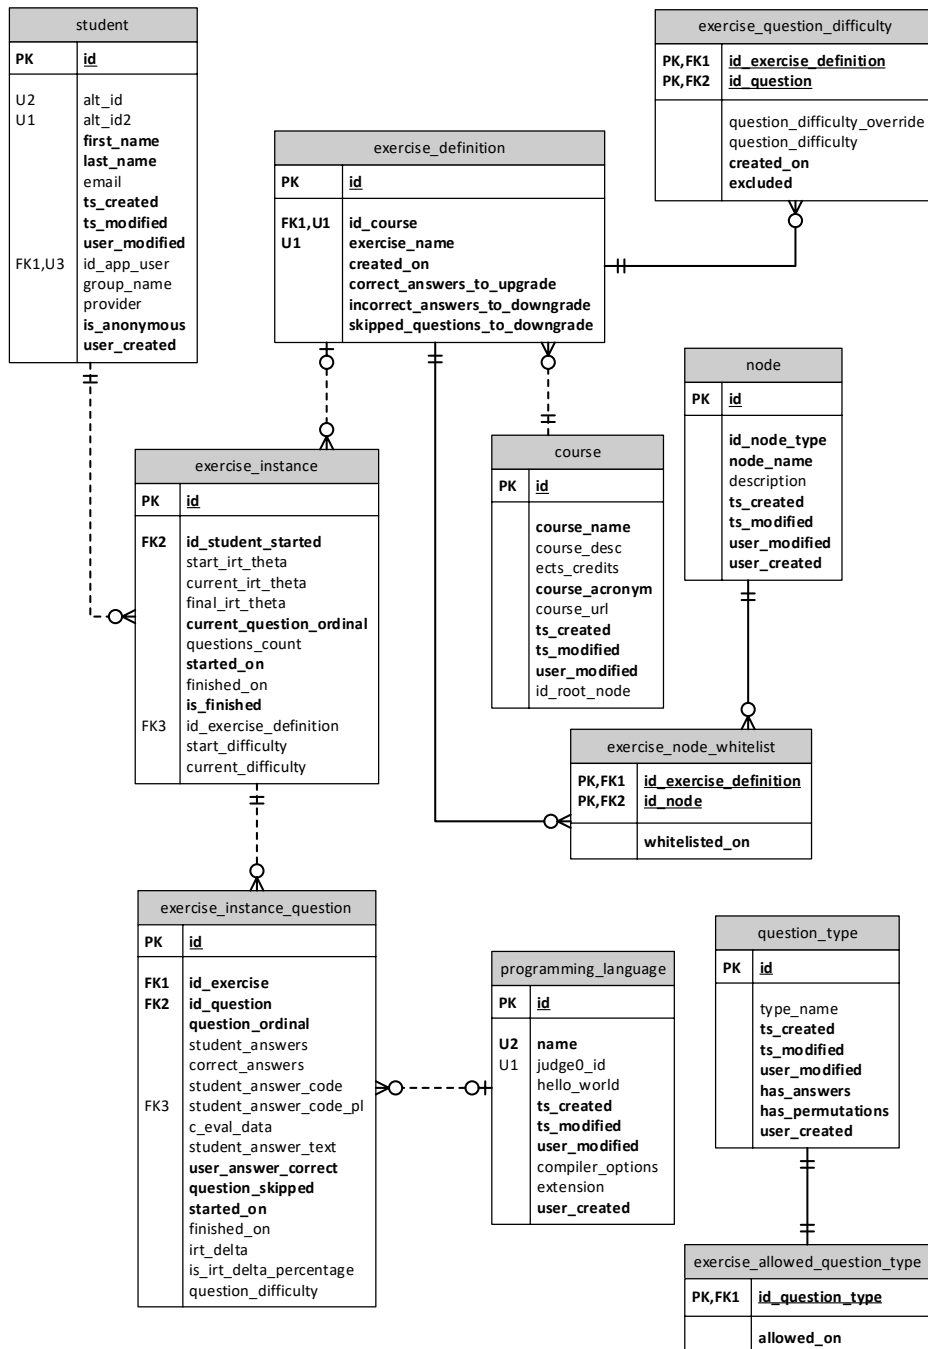 student
PK id
U2 alt_id
U1 alt_id2
first_name
last_name
email
ts_created
ts_modified
user_modified
FK1,U3 id_app_user
group_name
provider
is_anonymous
user_created
exercise_question_difficulty
PK,FK1 id_exercise_definition
PK,FK2 id_question
question_difficulty_override
question_difficulty
created_on
excluded
exercise_definition
PK id
FK1,U1 id_course
U1 exercise_name
created_on
correct_answers_to_upgrade
incorrect_answers_to_downgrade
skipped_questions_to_downgrade
node
PK id
id_node_type
node_name
description
ts_created
ts_modified
user_modified
user_created
exercise_instance
PK id
FK2 id_student_started
start_irt_theta
current_irt_theta
final_irt_theta
current_question_ordinal
questions_count
started_on
finished_on
is_finished
FK3 id_exercise_definition
start_difficulty
current_difficulty
course
PK id
course_name
course_desc
ects_credits
course_acronym
course_url
ts_created
ts_modified
user_modified
id_root_node
exercise_node_whitelist
PK,FK1 id_exercise_definition
PK,FK2 id_node
whitelisted_on
exercise_instance_question
PK id
FK1 id_exercise
FK2 id_question
question_ordinal
student_answers
correct_answers
student_answer_code
FK3 student_answer_code_pl
c_eval_data
student_answer_text
user_answer_correct
question_skipped
started_on
finished_on
irt_delta
is_irt_delta_percentage
question_difficulty
programming_language
PK id
U2 name
U1 judge0_id
hello_world
ts_created
ts_modified
user_modified
compiler_options
extension
user_created
question_type
PK id
type_name
ts_created
ts_modified
user_modified
has_answers
has_permutations
user_created
exercise_allowed_question_type
PK,FK1 id_question_type
allowed_on